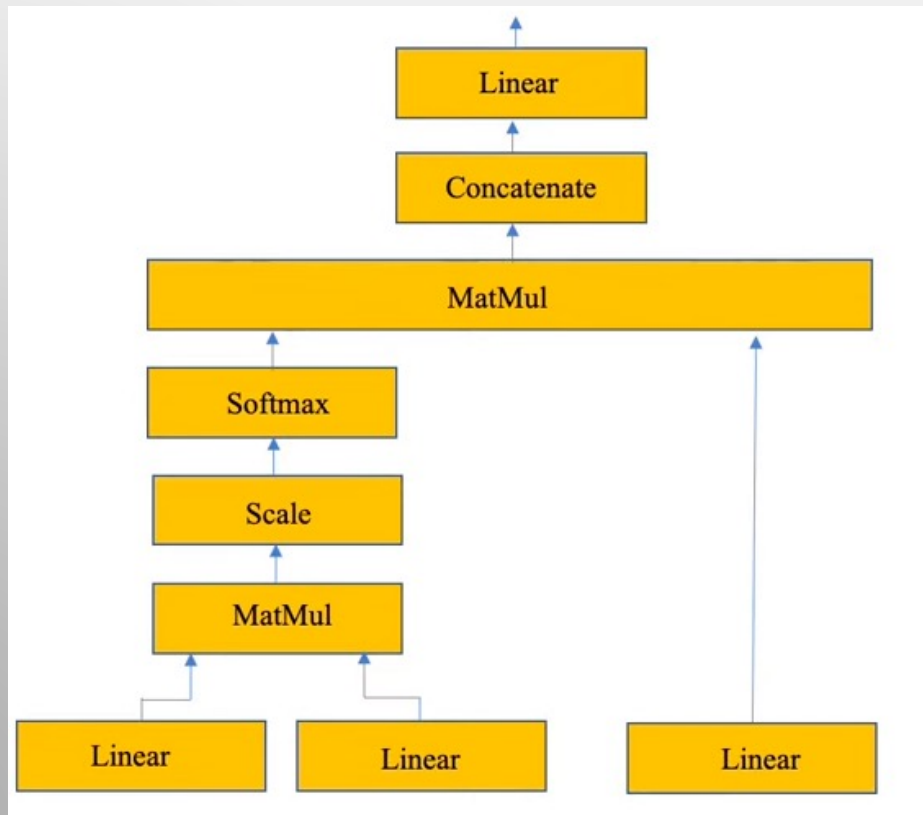 Linear
Concatenate
MatMul
Softmax
Scale
MatMul
Linear
Linear
Linear